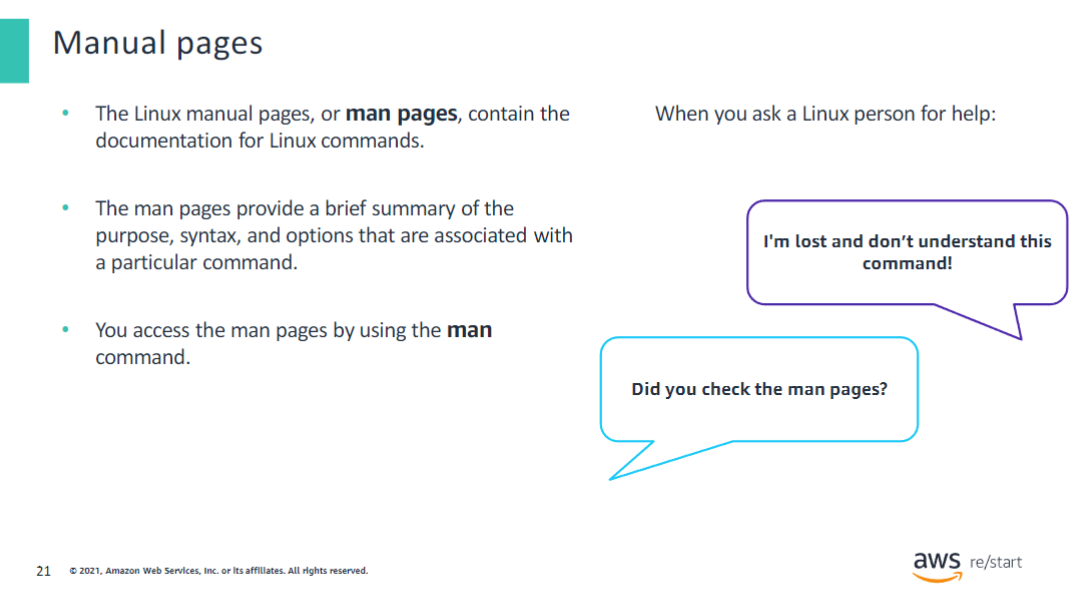 Manual pages
• The Linux manual pages, or man pages, contain the
documentation for Linux commands.
• The man pages provide a brief summary of the
purpose, syntax, and options that are associated with
a particular command.
• You access the man pages by using the man
command.
When you ask a Linux person for help:
I'm lost and don’t understand this
command!
Did you check the man pages?
21 © 2021, Amazon Web Services, Inc. or its affiliates. All rights reserved.
aws re/start